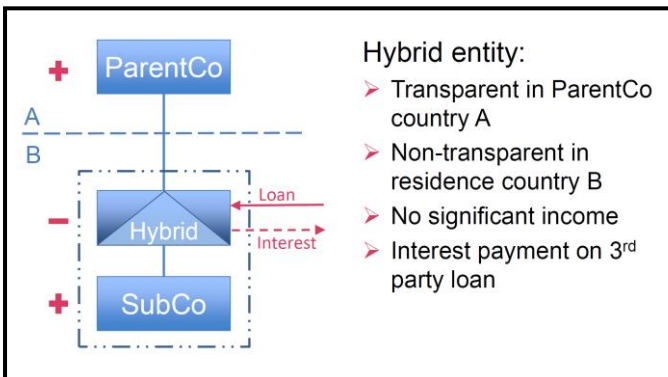 ParentCo
A
B
Loan
Hybrid
Interest
SubCo
Hybrid entity:
Transparent in ParentCo
country A
Non-transparent in
residence country B
No significant income
Interest payment on 3rd
party loan